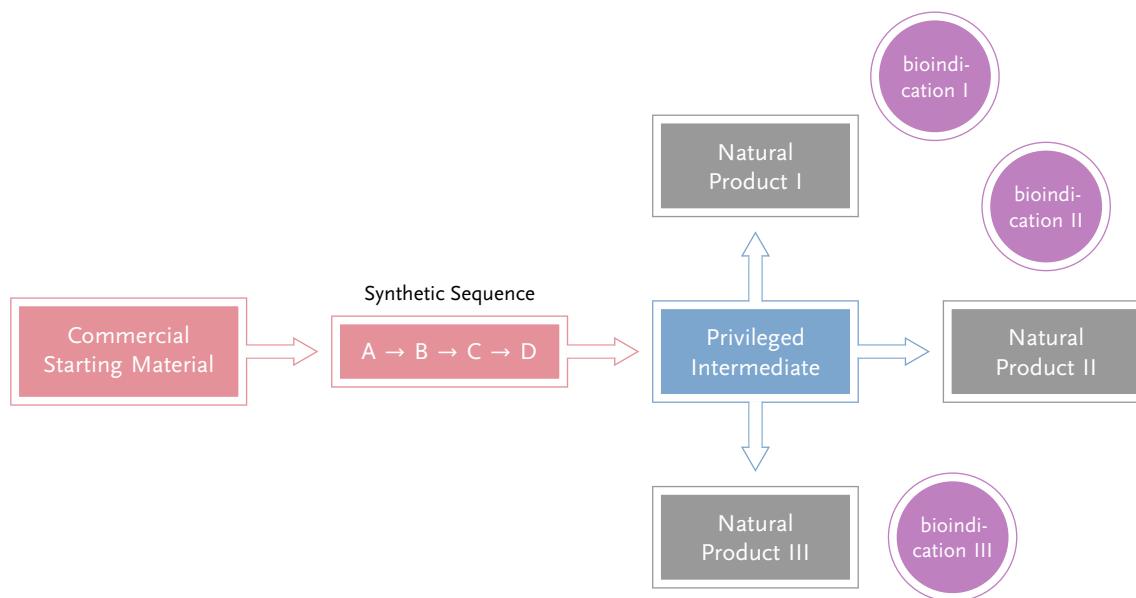 bioindi-
cation I
Natural
Product I
bioindi-
cation II
Synthetic Sequence
Commercial
Starting Material
A → B → C → D
Privileged
Intermediate
Natural
Product II
Natural
Product III
bioindi-
cation III